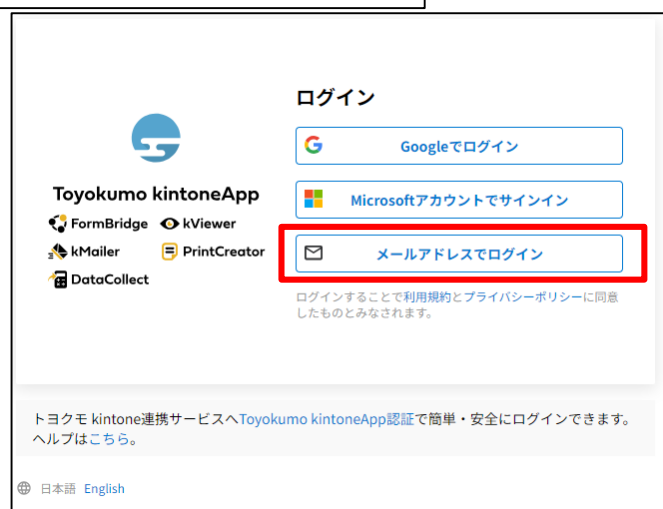 ログイン
Googleでログイン
Microsoftアカウントでサインイン
メールアドレスでログイン
ログインすることで利用規約とプライバシーポリシーに同意
したものとみなされます。
Toyokumo kintoneApp
FormBridge kViewer
kMailer PrintCreator
DataCollect
トヨクモ kintone連携サービスへToyokumo kintoneApp認証で簡単・安全にログインできます。
ヘルプはこちら。
日本語 English